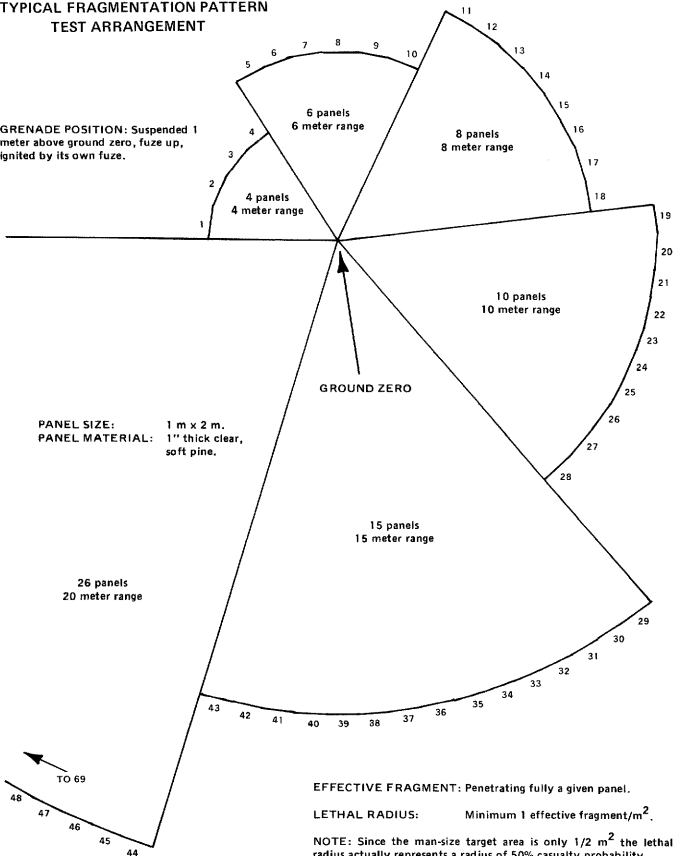 TYPICAL FRAGMENTATION PATTERN
TEST ARRANGEMENT
GRENADE POSITION: Suspended 1
meter above ground zero, fuze up,
ignited by its own fuze.
1
2
3
4
4 panels
4 meter range
5
6
7
8
9
10
6 panels
6 meter range
11
12
13
14
15
16
17
18
8 panels
8 meter range
19
20
21
22
23
24
25
26
27
28
10 panels
10 meter range
GROUND ZERO
PANEL SIZE: 1 m x 2 m.
PANEL MATERIAL: 1" thick clear,
soft pine.
15 panels
15 meter range
29
30
31
32
33
34
35
36
37
38
39
40
41
42
43
26 panels
20 meter range
44
45
46
47
48
TO 69
EFFECTIVE FRAGMENT: Penetrating fully a given panel.
LETHAL RADIUS: Minimum 1 effective fragment/m2.
NOTE: Since the man-size target area is only 1/2 m2 the lethal
radius actually represents a radius of 50% casualty probability